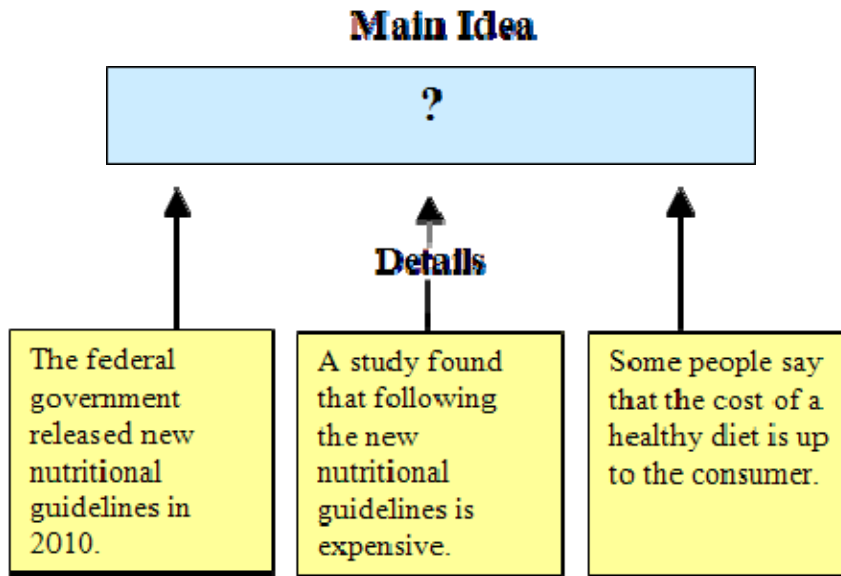 Main Idea
?
Details
The federal
government
released new
nutritional
guidelines in
2010.
A study found
that following
the new
nutritional
guidelines is
expensive.
Some people say
that the cost of a
healthy diet is up
to the consumer.